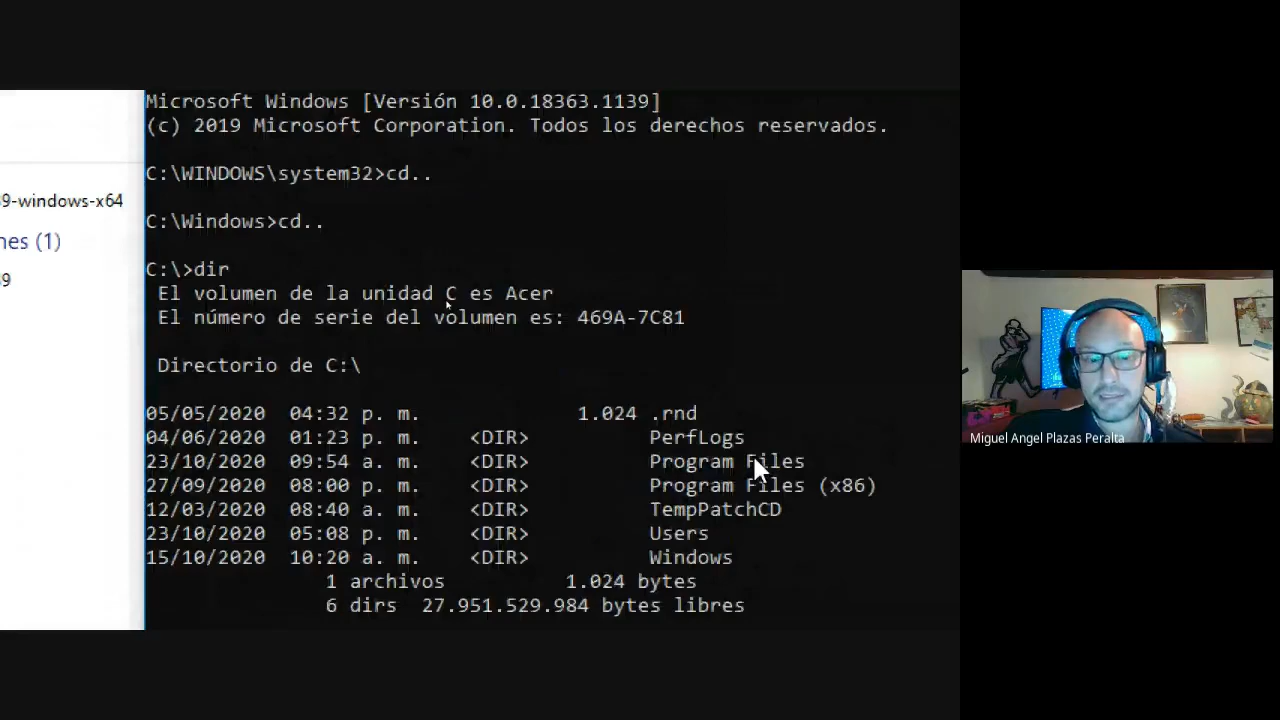 Microsoft Windows [Versión 10.0.18363.1139]
(c) 2019 Microsoft Corporation. Todos los derechos reservados.
C:\WINDOWS\system32>cd..
9-windows-x64
C:\Windows>cd..
nes (1)
C:\>dir
9
El volumen de la unidad C es Acer
El número de serie del volumen es: 469A-7C81
Directorio de C:\
05/05/2020 04:32 p. m. 1.024 .rnd
04/06/2020 01:23 p. m. <DIR> PerfLogs
23/10/2020 09:54 a. m. <DIR> Program Files
27/09/2020 08:00 p. m. <DIR> Program Files (x86)
12/03/2020 08:40 a. m. <DIR> TempPatchCD
23/10/2020 05:08 p. m. <DIR> Users
15/10/2020 10:20 a. m. <DIR> Windows
1 archivos 1.024 bytes
6 dirs 27.951.529.984 bytes libres
Miguel Angel Plazas Peralta